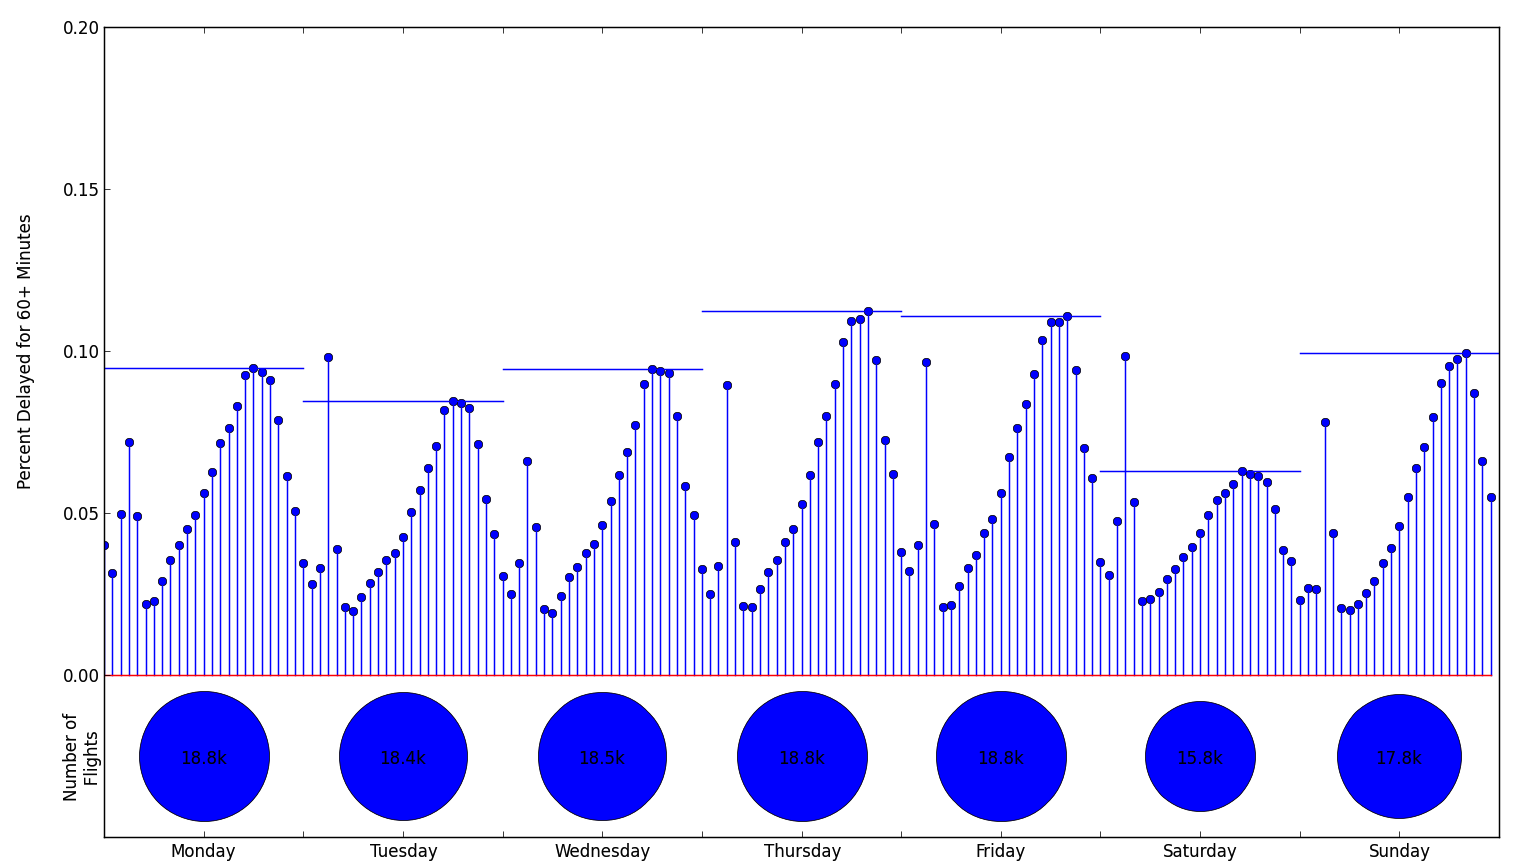 0.20
0.15
0.10
0.05
0.00
Percent Delayed for 60+ Minutes
Number of
Flights
18.8k
18.4k
18.5k
18.8k
18.8k
15.8k
17.8k
Monday
Tuesday
Wednesday
Thursday
Friday
Saturday
Sunday